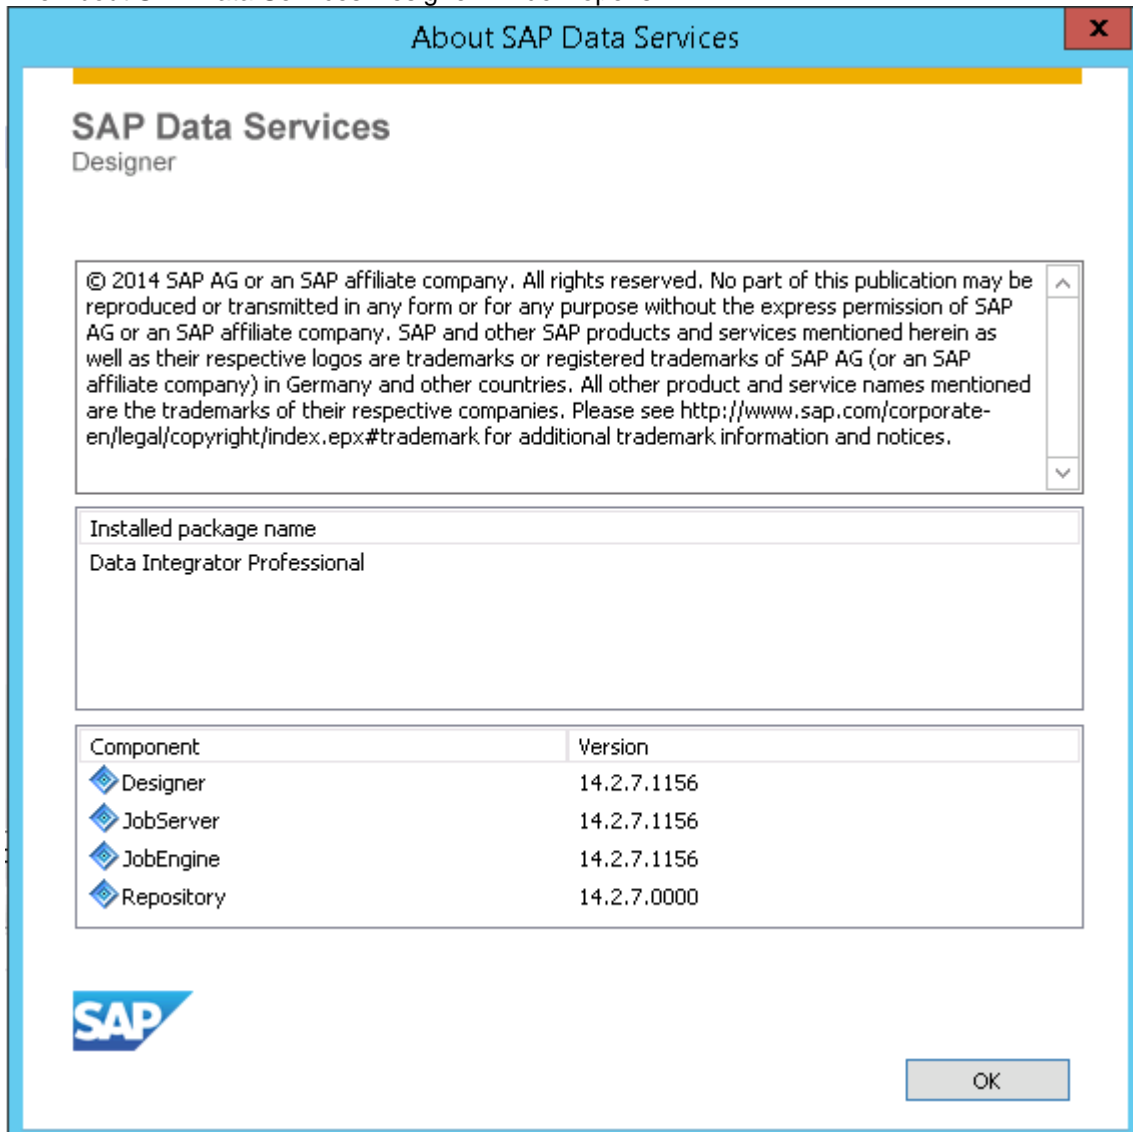 About SAP Data Services
SAP Data Services
Designer
© 2014 SAP AG or an SAP affiliate company. All rights reserved. No part of this publication may be
reproduced or transmitted in any form or for any purpose without the express permission of SAP
AG or an SAP affiliate company. SAP and other SAP products and services mentioned herein as
well as their respective logos are trademarks or registered trademarks of SAP AG (or an SAP
affiliate company) in Germany and other countries. All other product and service names mentioned
are the trademarks of their respective companies. Please see http://www.sap.com/corporate-
en/legal/copyright/index.epx#trademark for additional trademark information and notices.
Installed package name
Data Integrator Professional
Component Version
Designer 14.2.7.1156
JobServer 14.2.7.1156
JobEngine 14.2.7.1156
Repository 14.2.7.0000
SAP
OK